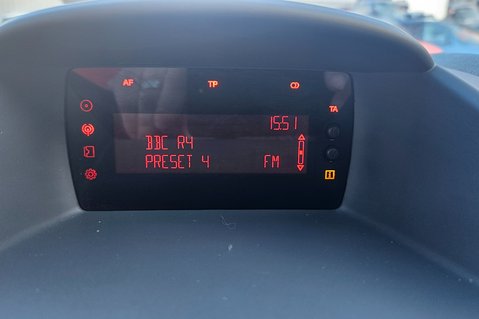 AF TP
TA
15:51
BBC R4
PRESET 4 FM